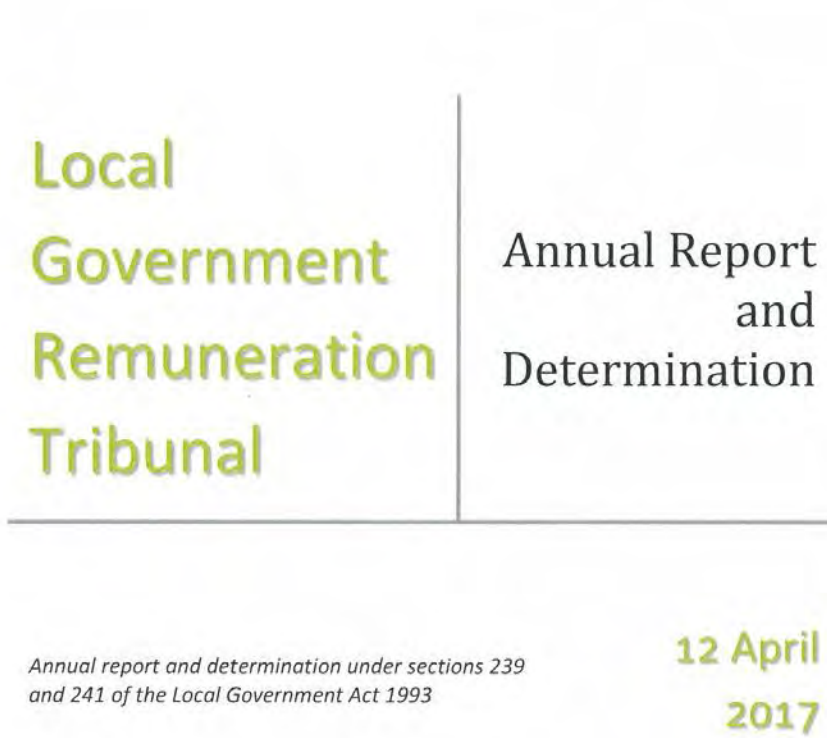 Local
Government
Remuneration
Tribunal
Annual Report
and
Determination
Annual report and determination under sections 239
and 241 of the Local Government Act 1993
12 April
2017